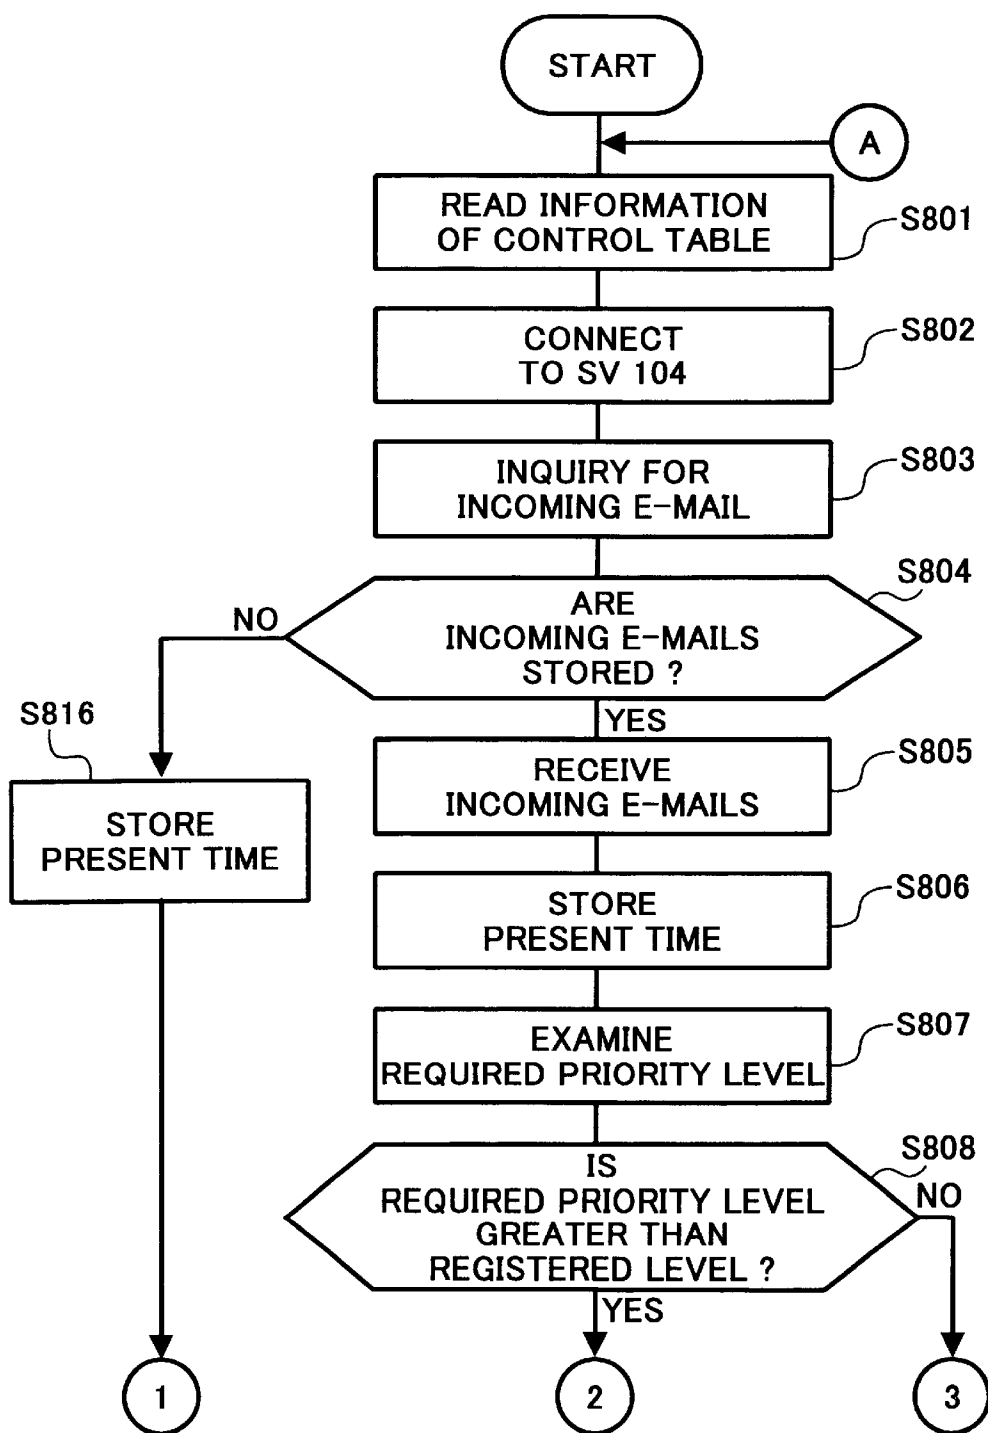 START
A
READ INFORMATION
OF CONTROL TABLE
S801
CONNECT
TO SV 104
S802
INQUIRY FOR
INCOMING E-MAIL
S803
ARE
INCOMING E-MAILS
STORED ?
S804
NO
YES
S816
STORE
PRESENT TIME
RECEIVE
INCOMING E-MAILS
S805
STORE
PRESENT TIME
S806
EXAMINE
REQUIRED PRIORITY LEVEL
S807
IS
REQUIRED PRIORITY LEVEL
GREATER THAN
REGISTERED LEVEL ?
S808
NO
YES
1
2
3